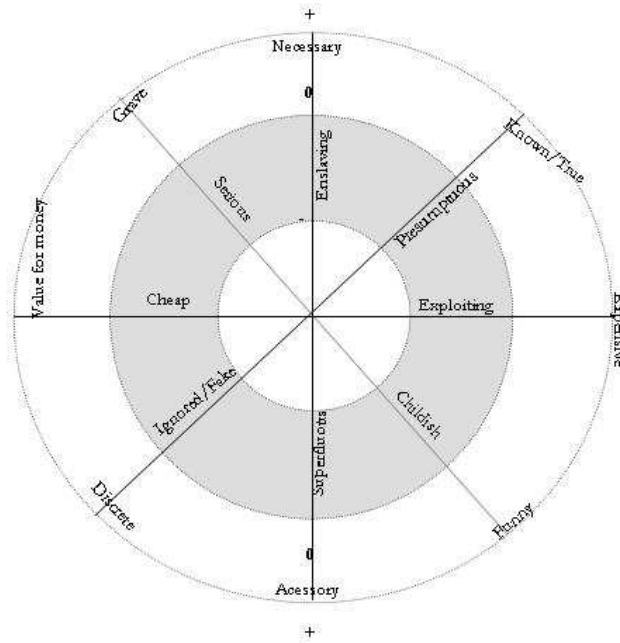 +
Necessary
0
Grave
Known/True
Enslaving
Serious
Presumptuous
-
Value for money
Cheap
Exploiting
Expensive
Ignored/Fake
Childish
Superfluous
Discrete
Funny
0
Acessory
+